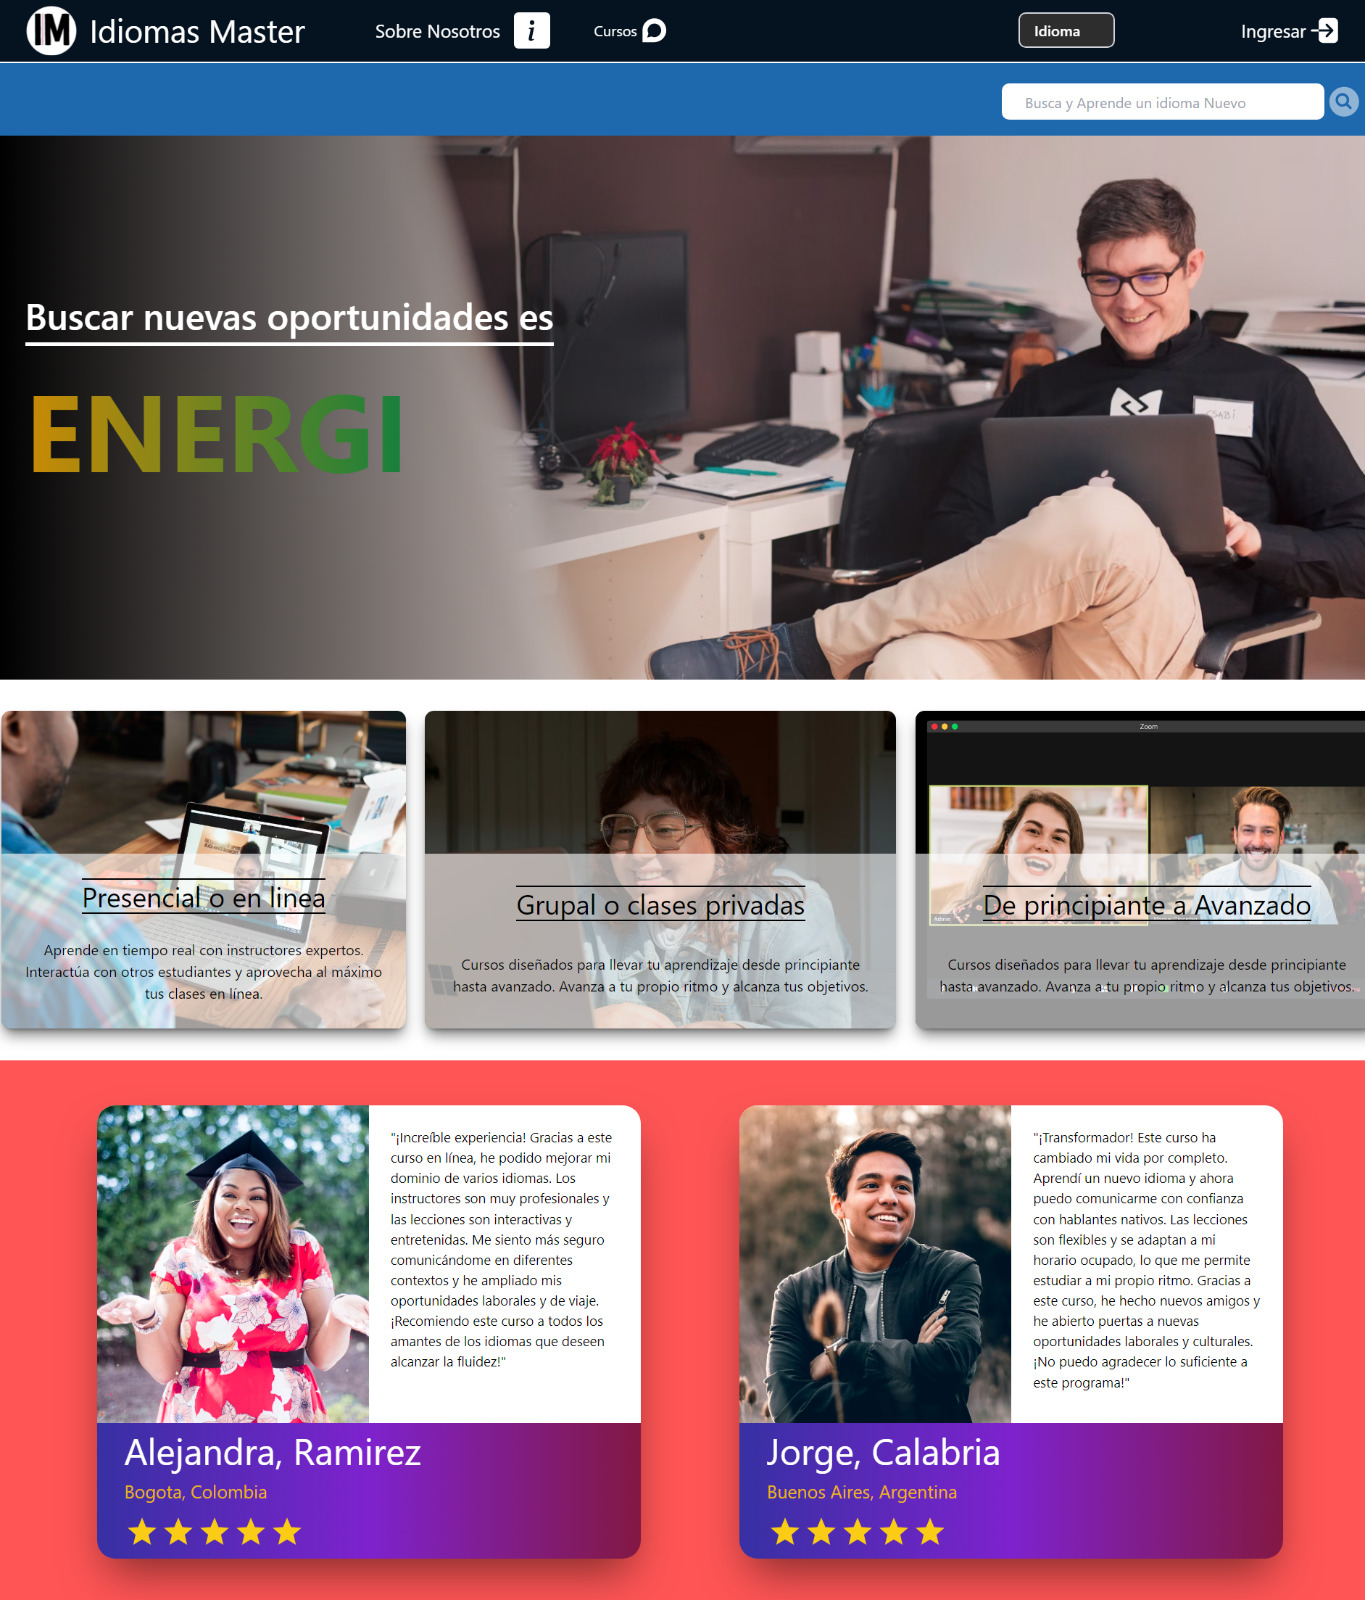 IM Idiomas Master
Sobre Nosotros i
Cursos
Idioma
Ingresar
Busca y Aprende un idioma Nuevo
Buscar nuevas oportunidades es
ENERGI
CSABI
Zoom
Presencial o en linea
Aprende en tiempo real con instructores expertos.
Interactúa con otros estudiantes y aprovecha al máximo
tus clases en línea.
Grupal o clases privadas
Cursos diseñados para llevar tu aprendizaje desde principiante
hasta avanzado. Avanza a tu propio ritmo y alcanza tus objetivos.
De principiante a Avanzado
Cursos diseñados para llevar tu aprendizaje desde principiante
hasta avanzado. Avanza a tu propio ritmo y alcanza tus objetivos.
"¡Increíble experiencia! Gracias a este
curso en línea, he podido mejorar mi
dominio de varios idiomas. Los
instructores son muy profesionales y
las lecciones son interactivas y
entretenidas. Me siento más seguro
comunicándome en diferentes
contextos y he ampliado mis
oportunidades laborales y de viaje.
¡Recomiendo este curso a todos los
amantes de los idiomas que deseen
alcanzar la fluidez!"
Alejandra, Ramirez
Bogota, Colombia
"¡Transformador! Este curso ha
cambiado mi vida por completo.
Aprendí un nuevo idioma y ahora
puedo comunicarme con confianza
con hablantes nativos. Las lecciones
son flexibles y se adaptan a mi
horario ocupado, lo que me permite
estudiar a mi propio ritmo. Gracias a
este curso, he hecho nuevos amigos y
he abierto puertas a nuevas
oportunidades laborales y culturales.
¡No puedo agradecer lo suficiente a
este programa!"
Jorge, Calabria
Buenos Aires, Argentina